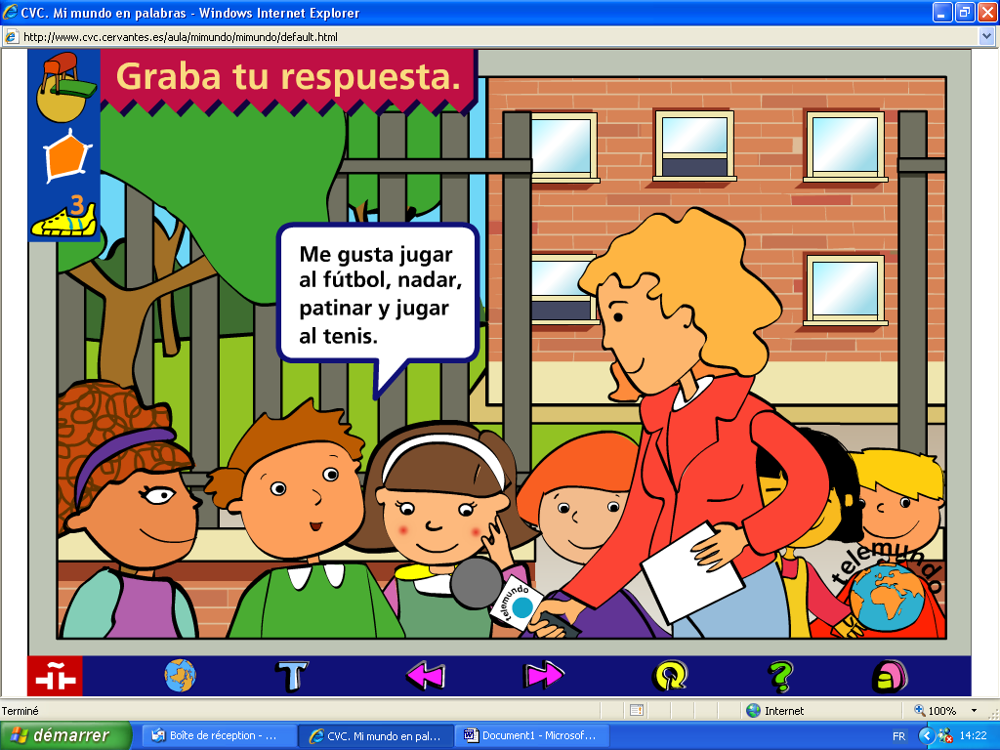 CVC. Mi mundo en palabras - Windows Internet Explorer
http://www.cvc.cervantes.es/aula/mimundo/mimundo/default.html
Graba tu respuesta.
3
Me gusta jugar
al fútbol, nadar,
patinar y jugar
al tenis.
telemundo
telemundo
T
?
Terminé
Internet
100%
démarrer
Boîte de réception - ...
CVC. Mi mundo en pal...
Document1 - Microsof...
FR
14:22